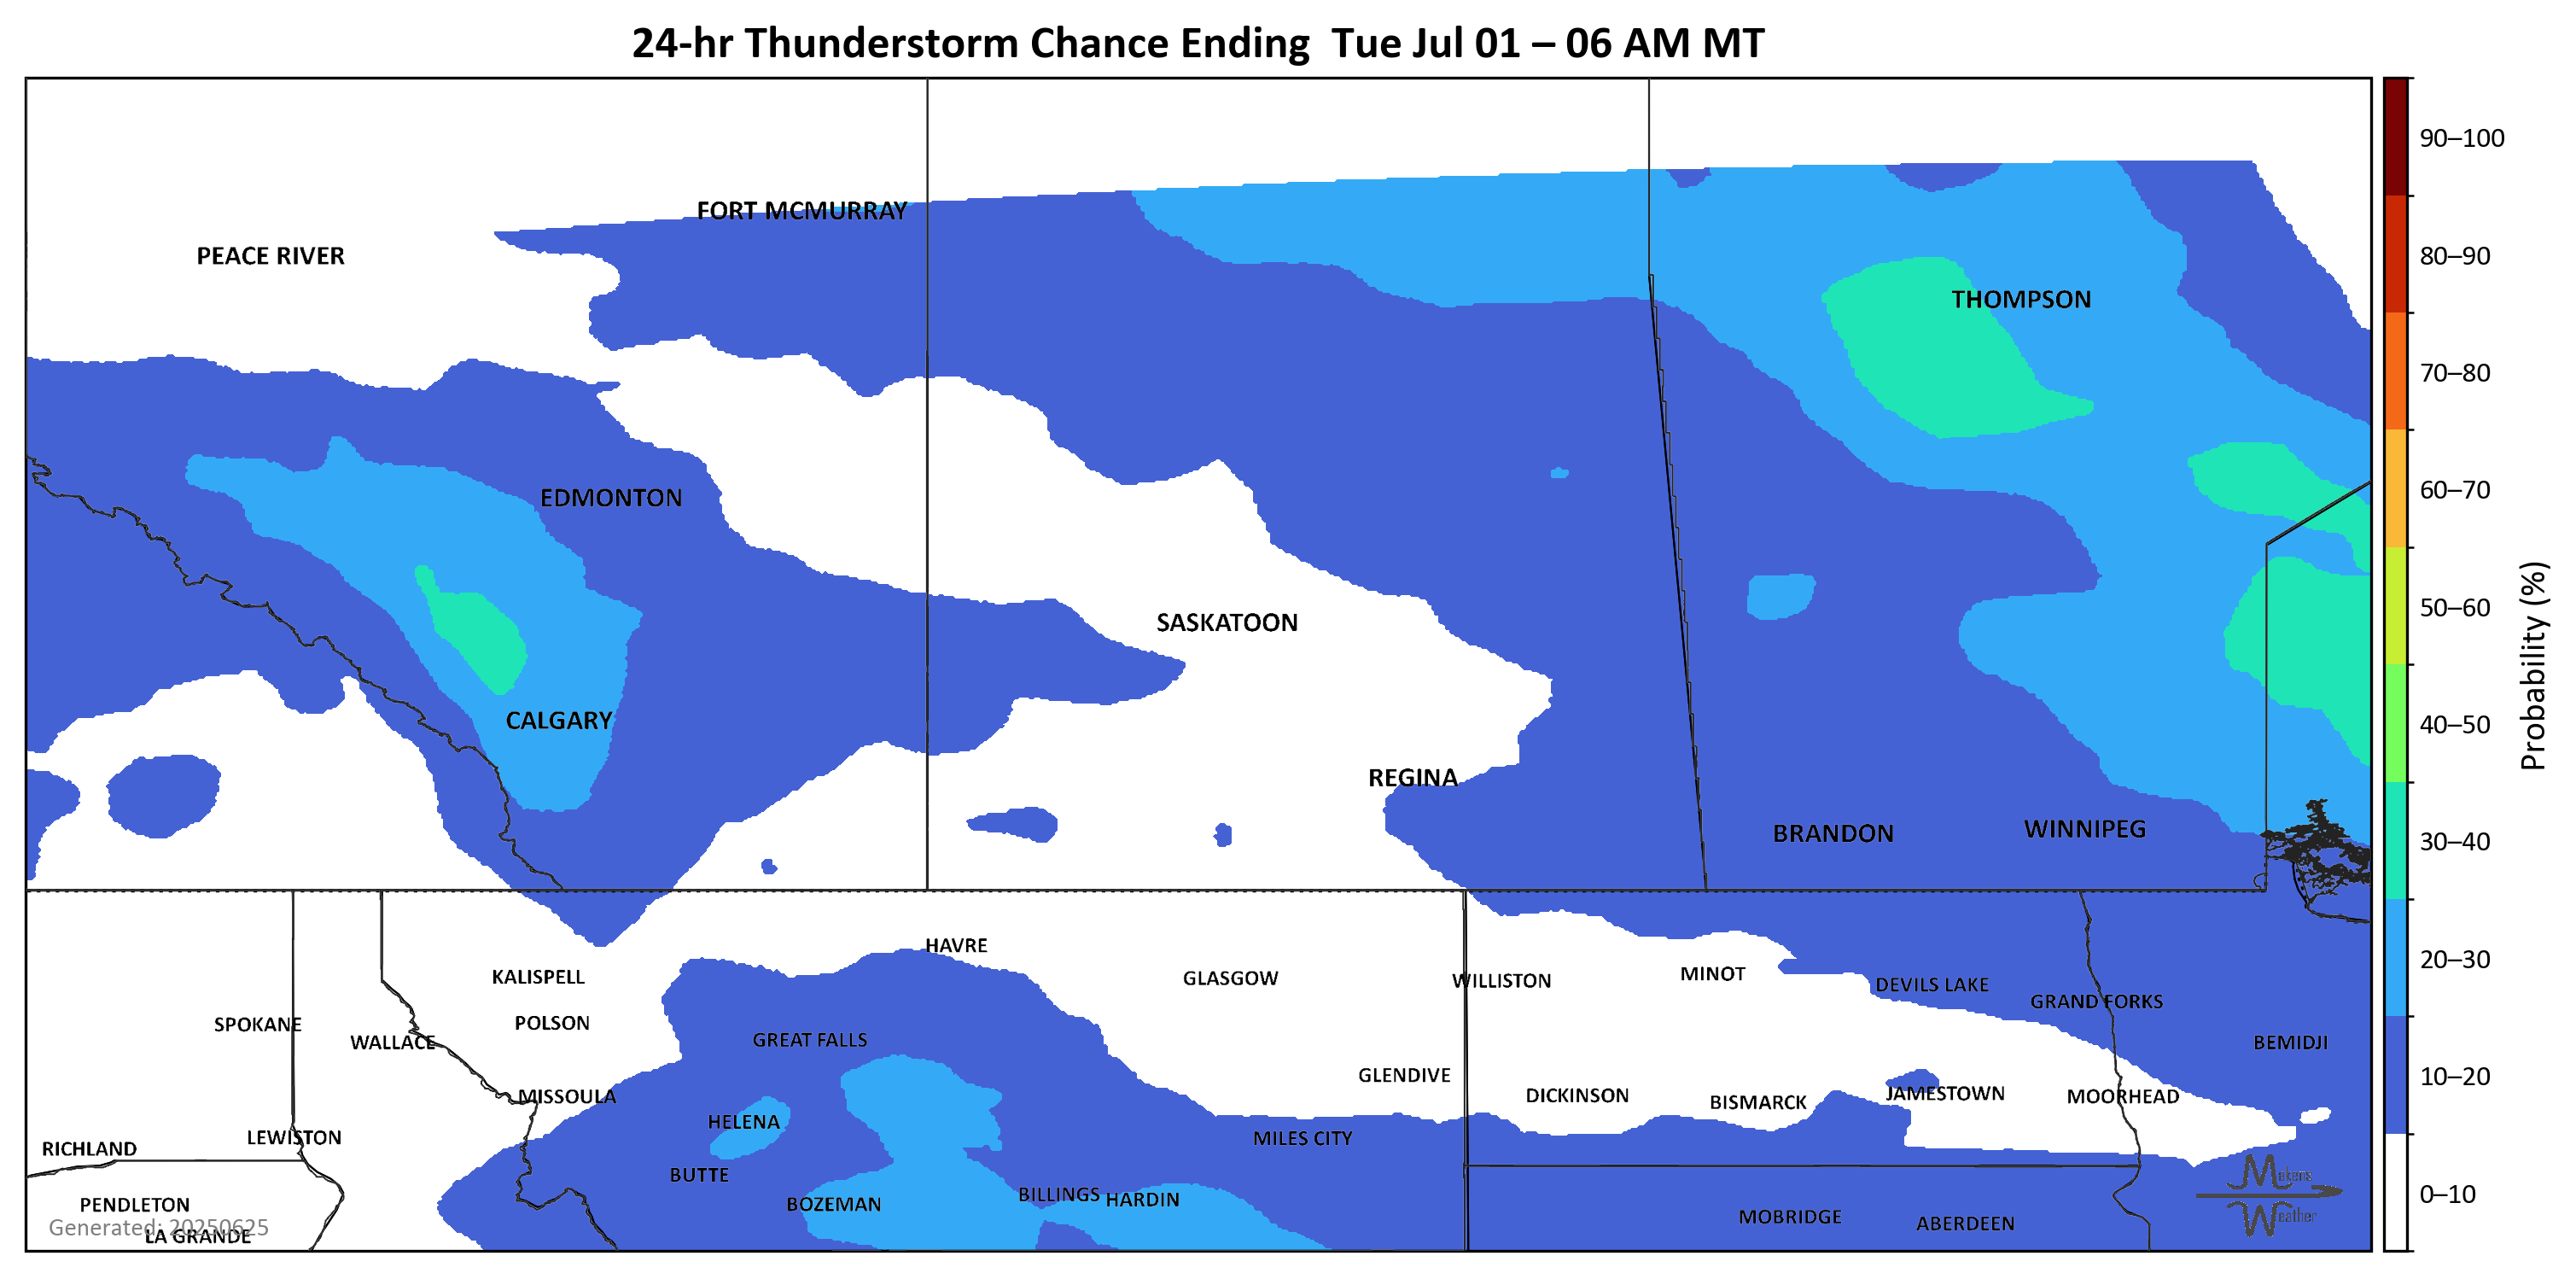 24-hr Thunderstorm Chance Ending  Tue Jul 01 – 06 AM MT
90–100
FORT MCMURRAY
PEACE RIVER
80–90
THOMPSON
70–80
EDMONTON
60–70
SASKATOON
50–60
CALGARY
40–50
Probability (%)
REGINA
BRANDON
WINNIPEG
30–40
HAVRE
KALISPELL
GLASGOW
WILLISTON
MINOT
DEVILS LAKE
20–30
GRAND FORKS
SPOKANE
POLSON
WALLACE
GREAT FALLS
BEMIDJI
GLENDIVE
10–20
MISSOULA
DICKINSON
BISMARCK
JAMESTOWN
MOORHEAD
HELENA
LEWISTON
MILES CITY
RICHLAND
BUTTE
Makens
Weather
BILLINGS
HARDIN
0–10
PENDLETON
BOZEMAN
MOBRIDGE
ABERDEEN
Generated: 20250625
LA GRANDE